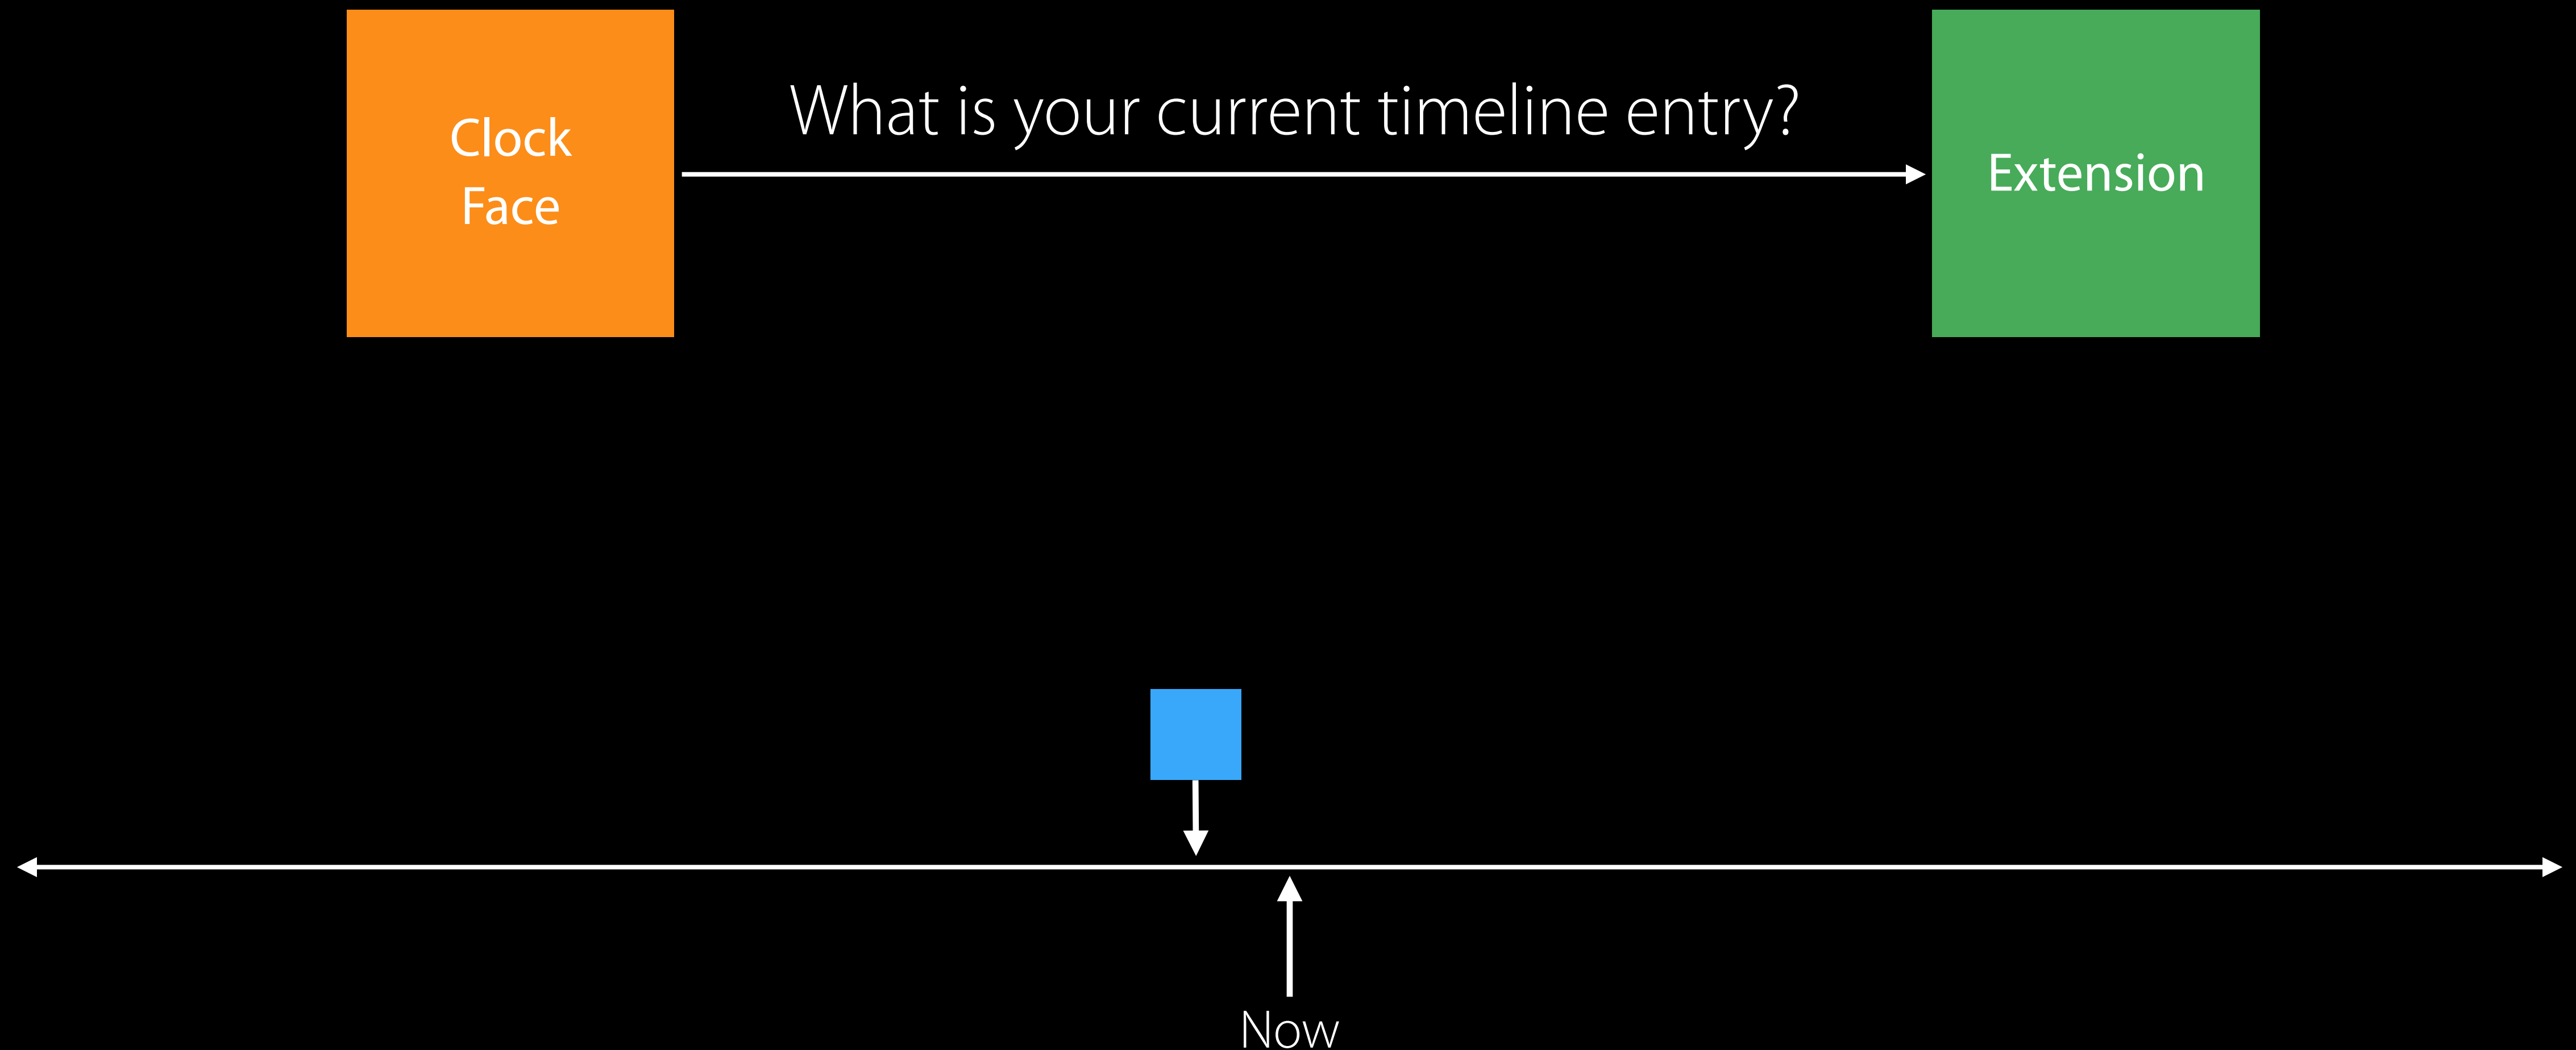 Clock
Face
What is your current timeline entry?
Extension
Now